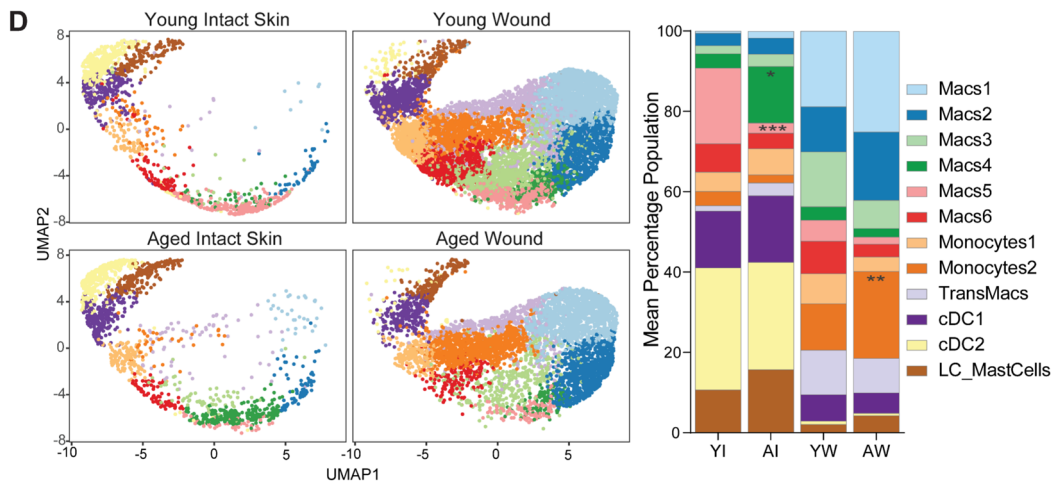 D
Young Intact Skin
Young Wound
8
4
0
-4
-8
Aged Intact Skin
Aged Wound
8
4
0
-4
-8
-10 -5 0 5 -10 -5 0 5
UMAP1
UMAP2
Mean Percentage Population
100
80
60
40
20
0
*
***
**
YI AI YW AW
Macs1
Macs2
Macs3
Macs4
Macs5
Macs6
Monocytes1
Monocytes2
TransMacs
cDC1
cDC2
LC_MastCells